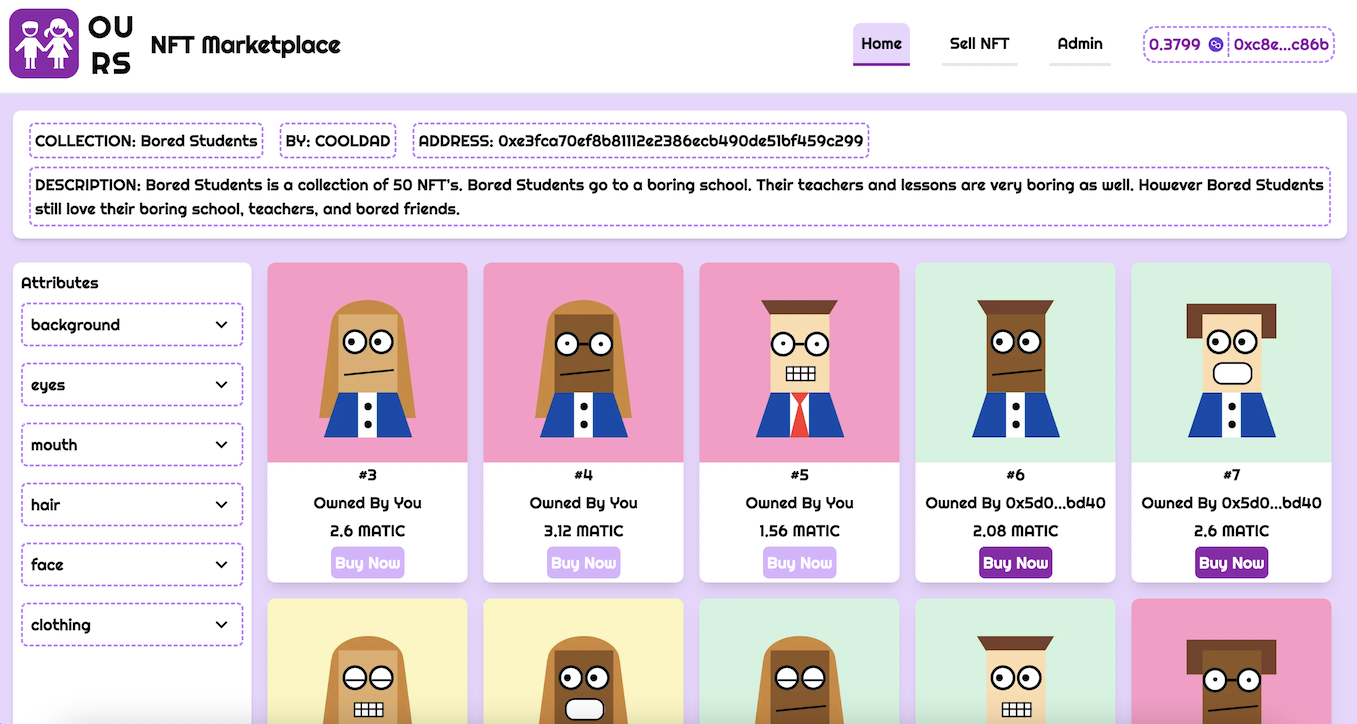 OU
RS
NFT Marketplace
Home
Sell NFT
Admin
0.3799
0xc8e...c86b
COLLECTION: Bored Students
BY: COOLDAD
ADDRESS: 0xe3fca70ef8b81112e2386ecb490de51bf459c299
DESCRIPTION: Bored Students is a collection of 50 NFT's. Bored Students go to a boring school. Their teachers and lessons are very boring as well. However Bored Students
still love their boring school, teachers, and bored friends.
Attributes
background
eyes
mouth
hair
face
clothing
#3
Owned By You
2.6 MATIC
Buy Now
#4
Owned By You
3.12 MATIC
Buy Now
#5
Owned By You
1.56 MATIC
Buy Now
#6
Owned By 0x5d0...bd40
2.08 MATIC
Buy Now
#7
Owned By 0x5d0...bd40
2.6 MATIC
Buy Now